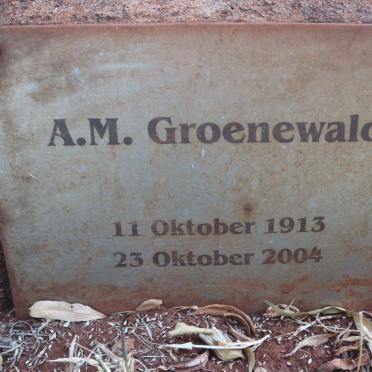 A.M. Groenewald
11 Oktober 1913
23 Oktober 2004